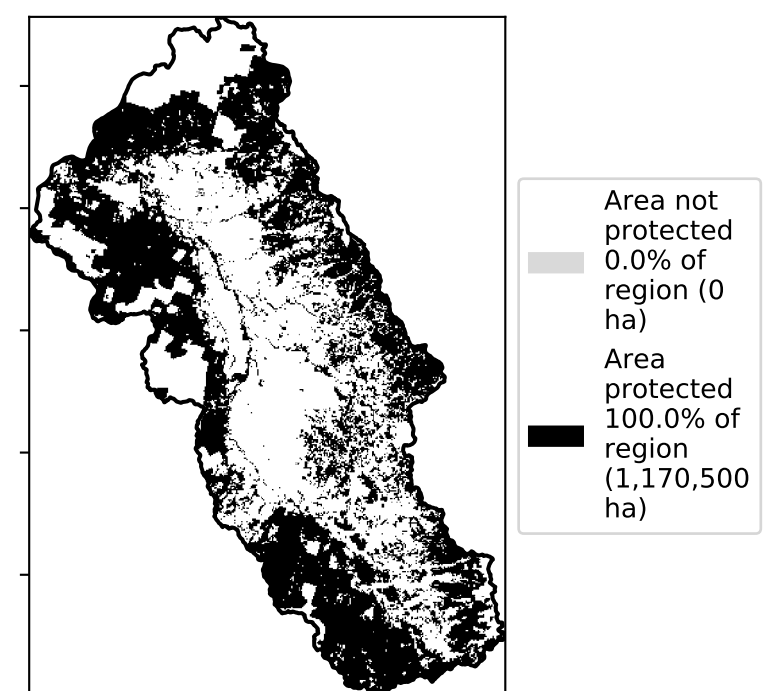 Area not
protected
0.0% of
region (0
ha)
Area
protected
100.0% of
region
(1,170,500
ha)